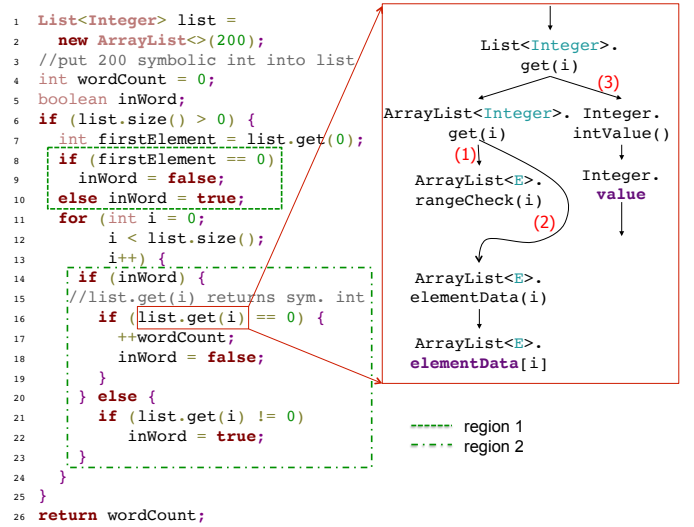 1 List<Integer> list =
2 new ArrayList<>(200);
3 //put 200 symbolic int into list
4 int wordCount = 0;
5 boolean inWord;
6 if (list.size() > 0) {
7 int firstElement = list.get(0);
8 if (firstElement == 0)
9 inWord = false;
10 else inWord = true;
11 for (int i = 0;
12 i < list.size();
13 i++) {
14 if (inWord) {
15 //list.get(i) returns sym. int
16 if (list.get(i) == 0) {
17 ++wordCount;
18 inWord = false;
19 }
20 } else {
21 if (list.get(i) != 0)
22 inWord = true;
23 }
24 }
25 }
26 return wordCount;
List<Integer>.
get(i)
(3)
ArrayList<Integer>.
get(i)
Integer.
intValue()
(1)
ArrayList<E>.
rangeCheck(i)
Integer.
value
(2)
ArrayList<E>.
elementData(i)
ArrayList<E>.
elementData[i]
region 1
region 2